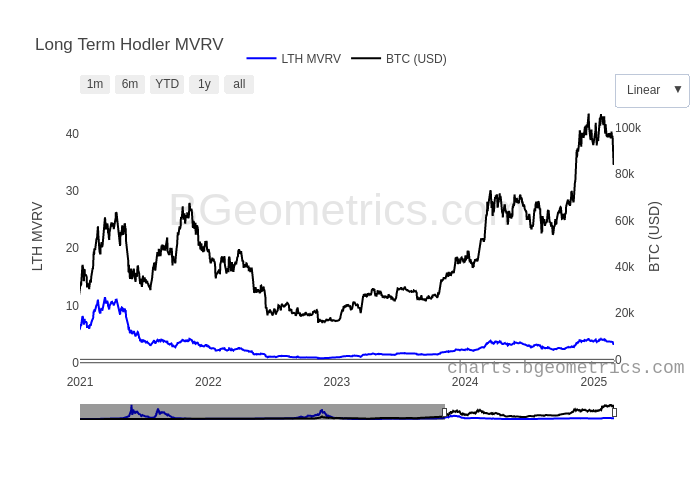 Long Term Hodler MVRV
LTH MVRV
BTC (USD)
1m
6m
YTD
1y
all
Linear ▼
40
30
20
10
0
LTH MVRV
100k
80k
60k
40k
20k
0
BTC (USD)
BGeometrics.com
2021
2022
2023
2024
2025
charts.bgeometrics.com